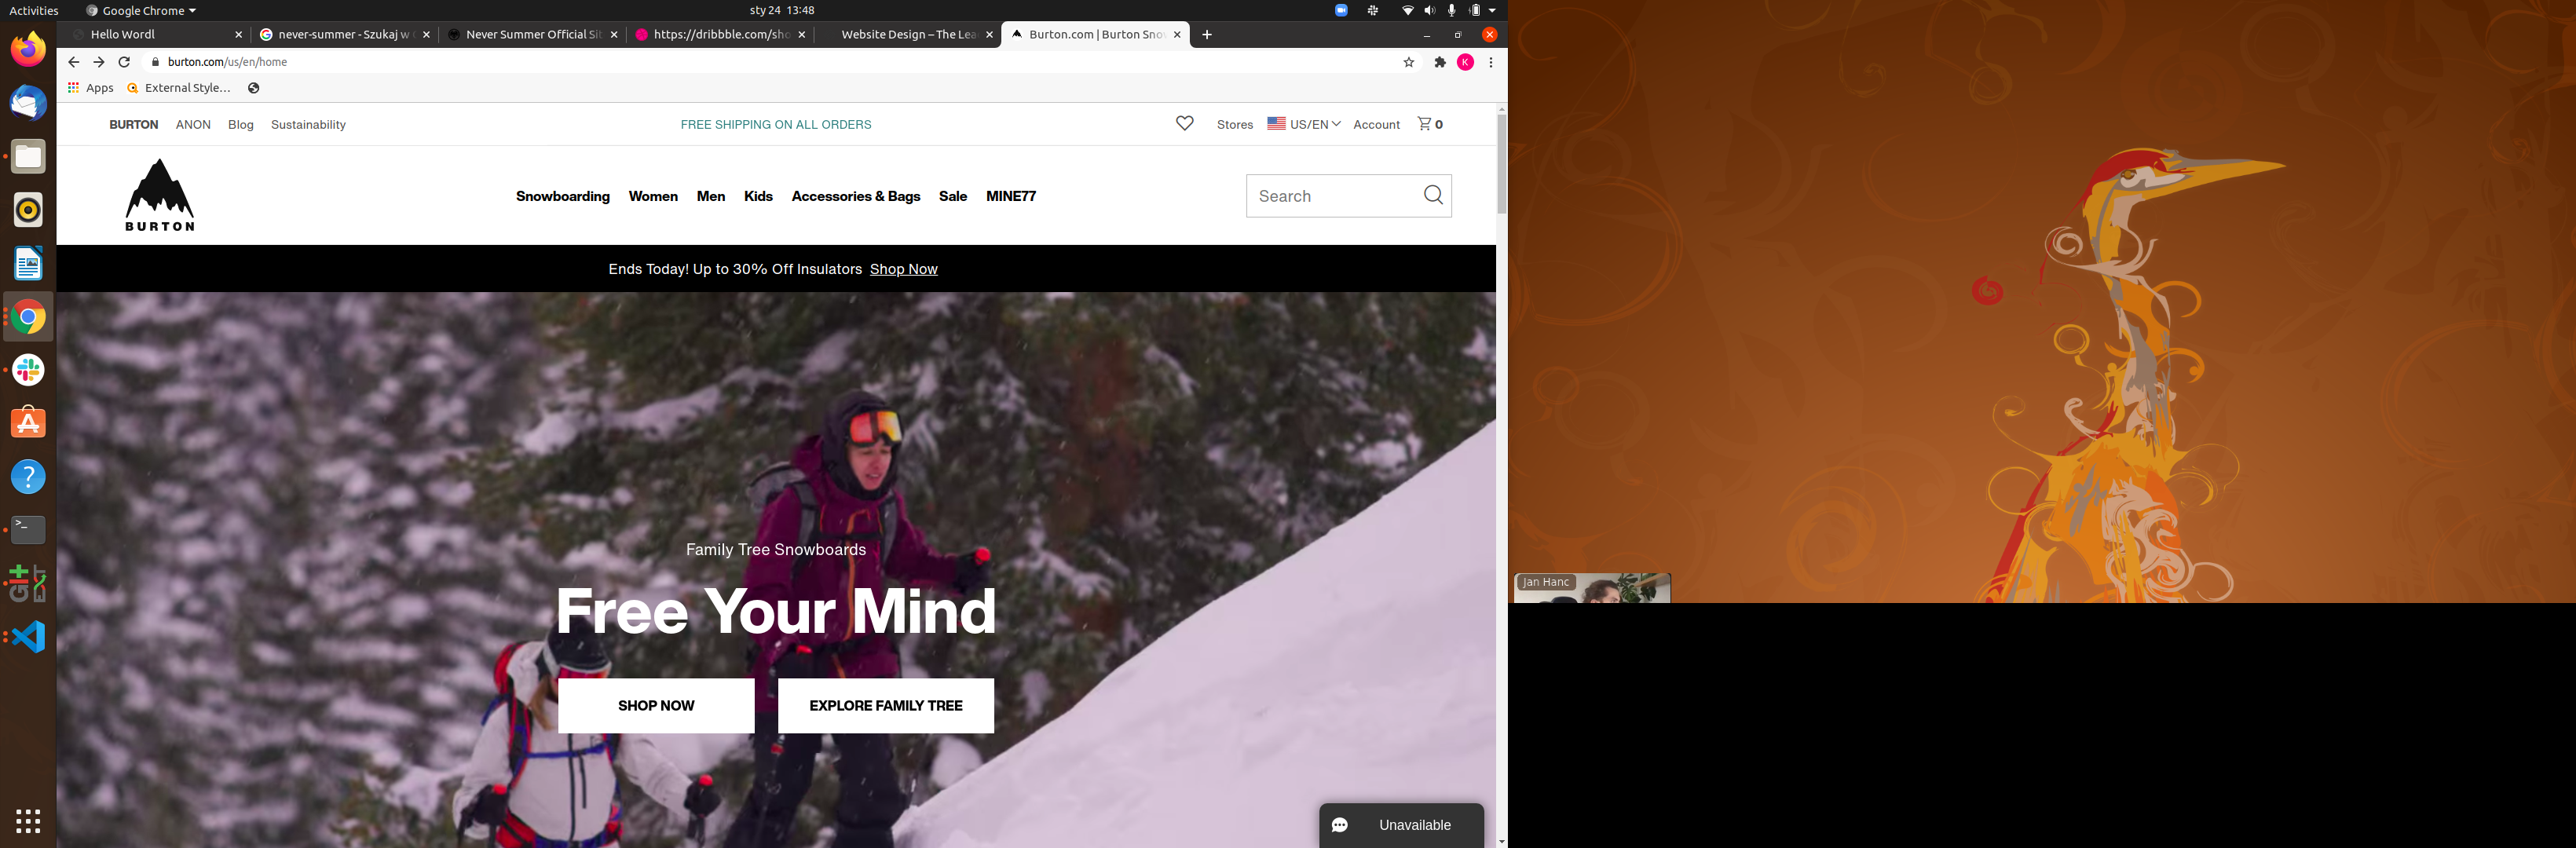 Activities Google Chrome sty 24 13:48
Hello Wordl never-summer - Szukaj w Never Summer Official Sit https://dribbble.com/sho Website Design – The Lea Burton.com | Burton Snov
burton.com/us/en/home K
Apps External Style...
BURTON ANON Blog Sustainability FREE SHIPPING ON ALL ORDERS Stores US/EN Account 0
BURTON
Snowboarding Women Men Kids Accessories & Bags Sale MINE77 Search
Ends Today! Up to 30% Off Insulators Shop Now
Family Tree Snowboards
Free Your Mind
SHOP NOW EXPLORE FAMILY TREE
Unavailable
Jan Hanc